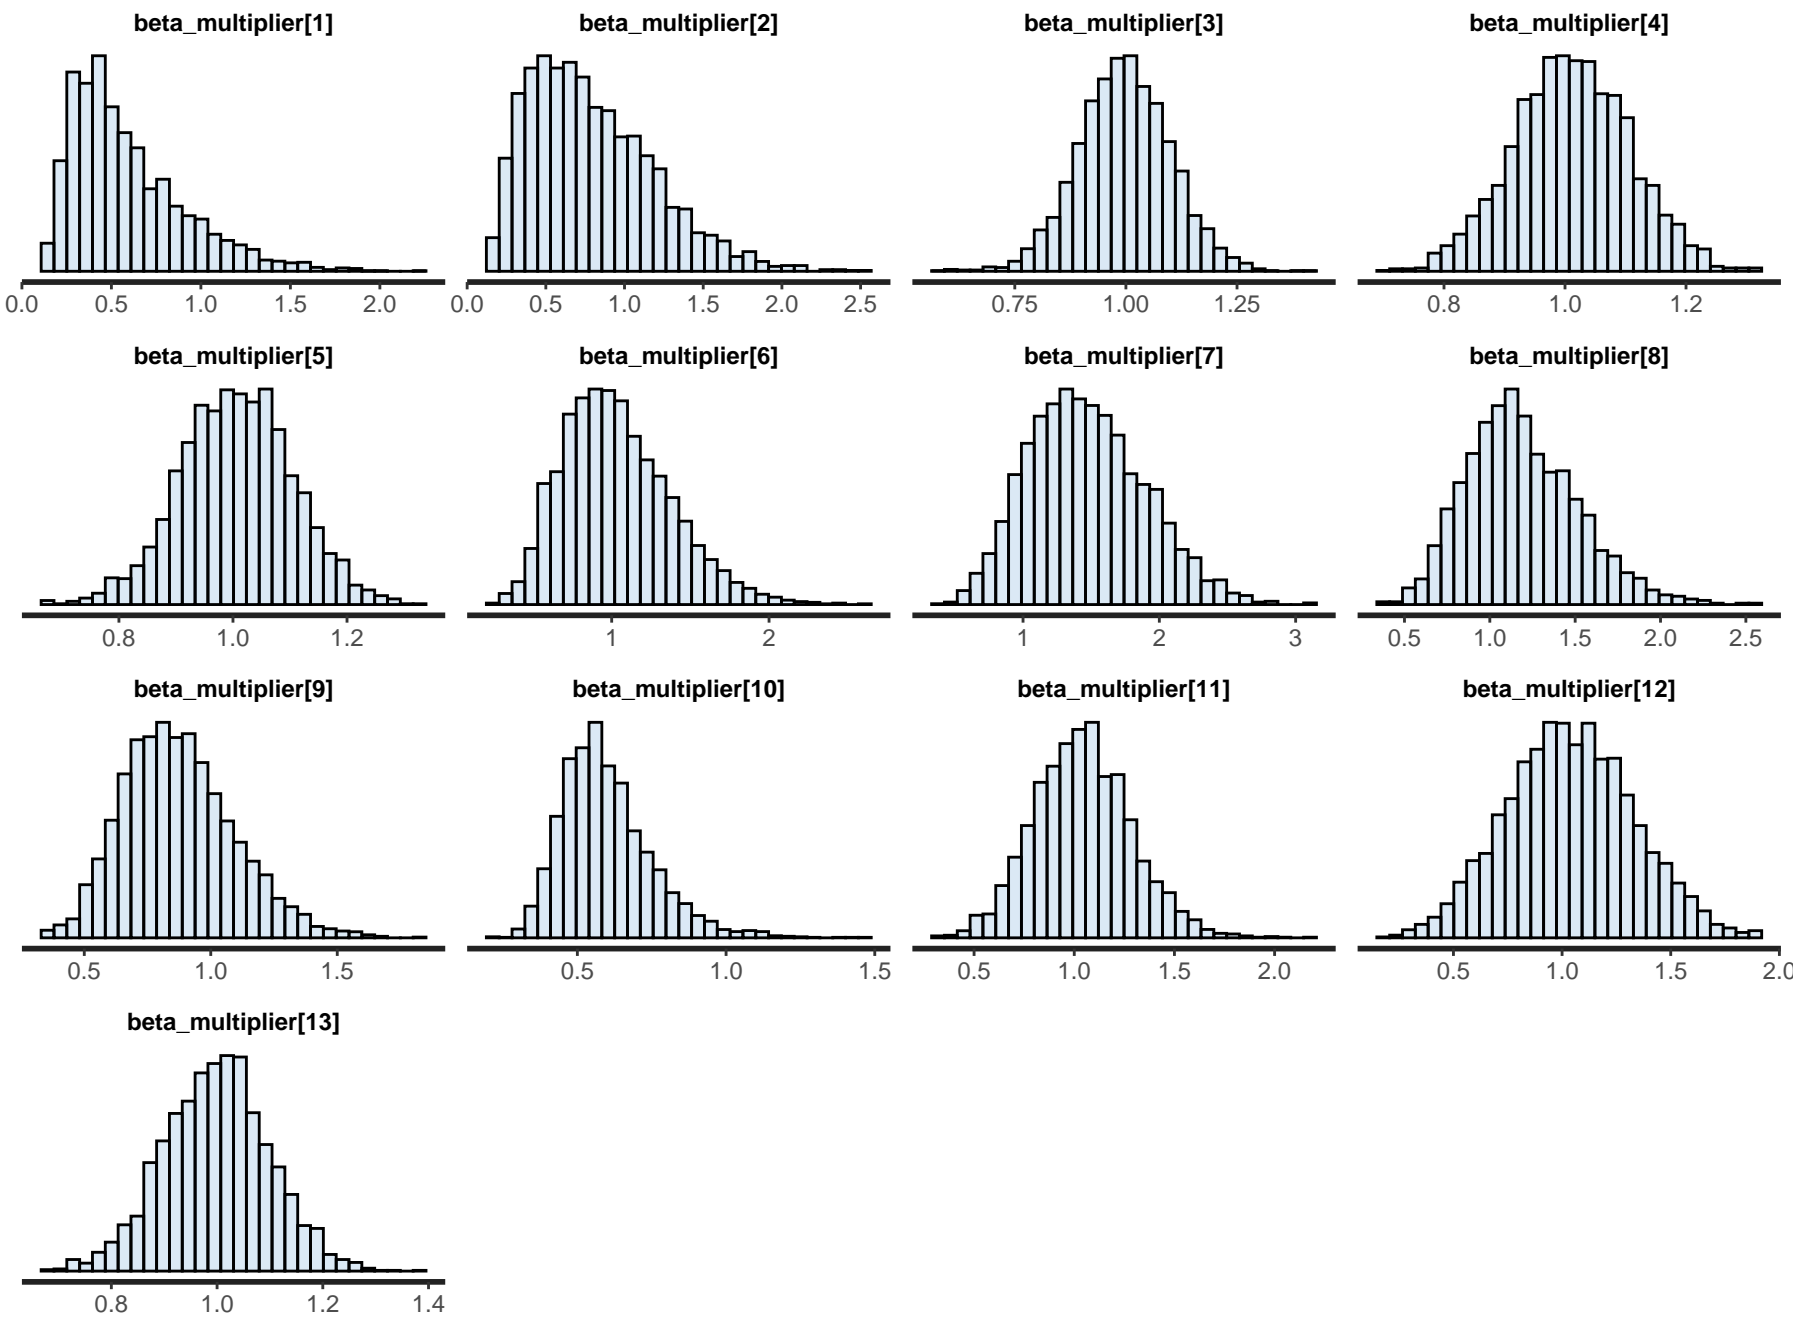 beta_multiplier[1] beta_multiplier[2] beta_multiplier[3] beta_multiplier[4]
0.0 0.5 1.0 1.5 2.0 0.0 0.5 1.0 1.5 2.0 2.5 0.75 1.00 1.25 0.8 1.0 1.2
beta_multiplier[5] beta_multiplier[6] beta_multiplier[7] beta_multiplier[8]
0.8 1.0 1.2 1 2 1 2 3 0.5 1.0 1.5 2.0 2.5
beta_multiplier[9] beta_multiplier[10] beta_multiplier[11] beta_multiplier[12]
0.5 1.0 1.5 0.5 1.0 1.5 0.5 1.0 1.5 2.0 0.5 1.0 1.5 2.0
beta_multiplier[13]
0.8 1.0 1.2 1.4